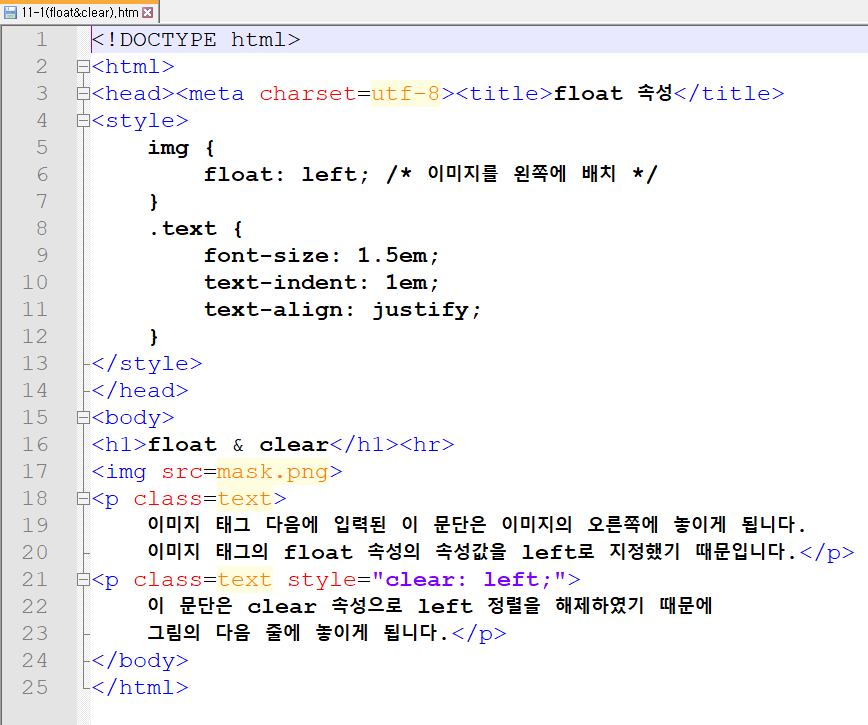 11-1(float&clear).htm
1 <!DOCTYPE html>
2 <html>
3 <head><meta charset=utf-8><title>float 속성</title>
4 <style>
5     img {
6         float: left; /* 이미지를 왼쪽에 배치 */
7     }
8     .text {
9         font-size: 1.5em;
10         text-indent: 1em;
11         text-align: justify;
12     }
13 </style>
14 </head>
15 <body>
16 <h1>float & clear</h1><hr>
17 <img src=mask.png>
18 <p class=text>
19     이미지 태그 다음에 입력된 이 문단은 이미지의 오른쪽에 놓이게 됩니다.
20     이미지 태그의 float 속성의 속성값을 left로 지정했기 때문입니다.</p>
21 <p class=text style="clear: left;">
22     이 문단은 clear 속성으로 left 정렬을 해제하였기 때문에
23     그림의 다음 줄에 놓이게 됩니다.</p>
24 </body>
25 </html>